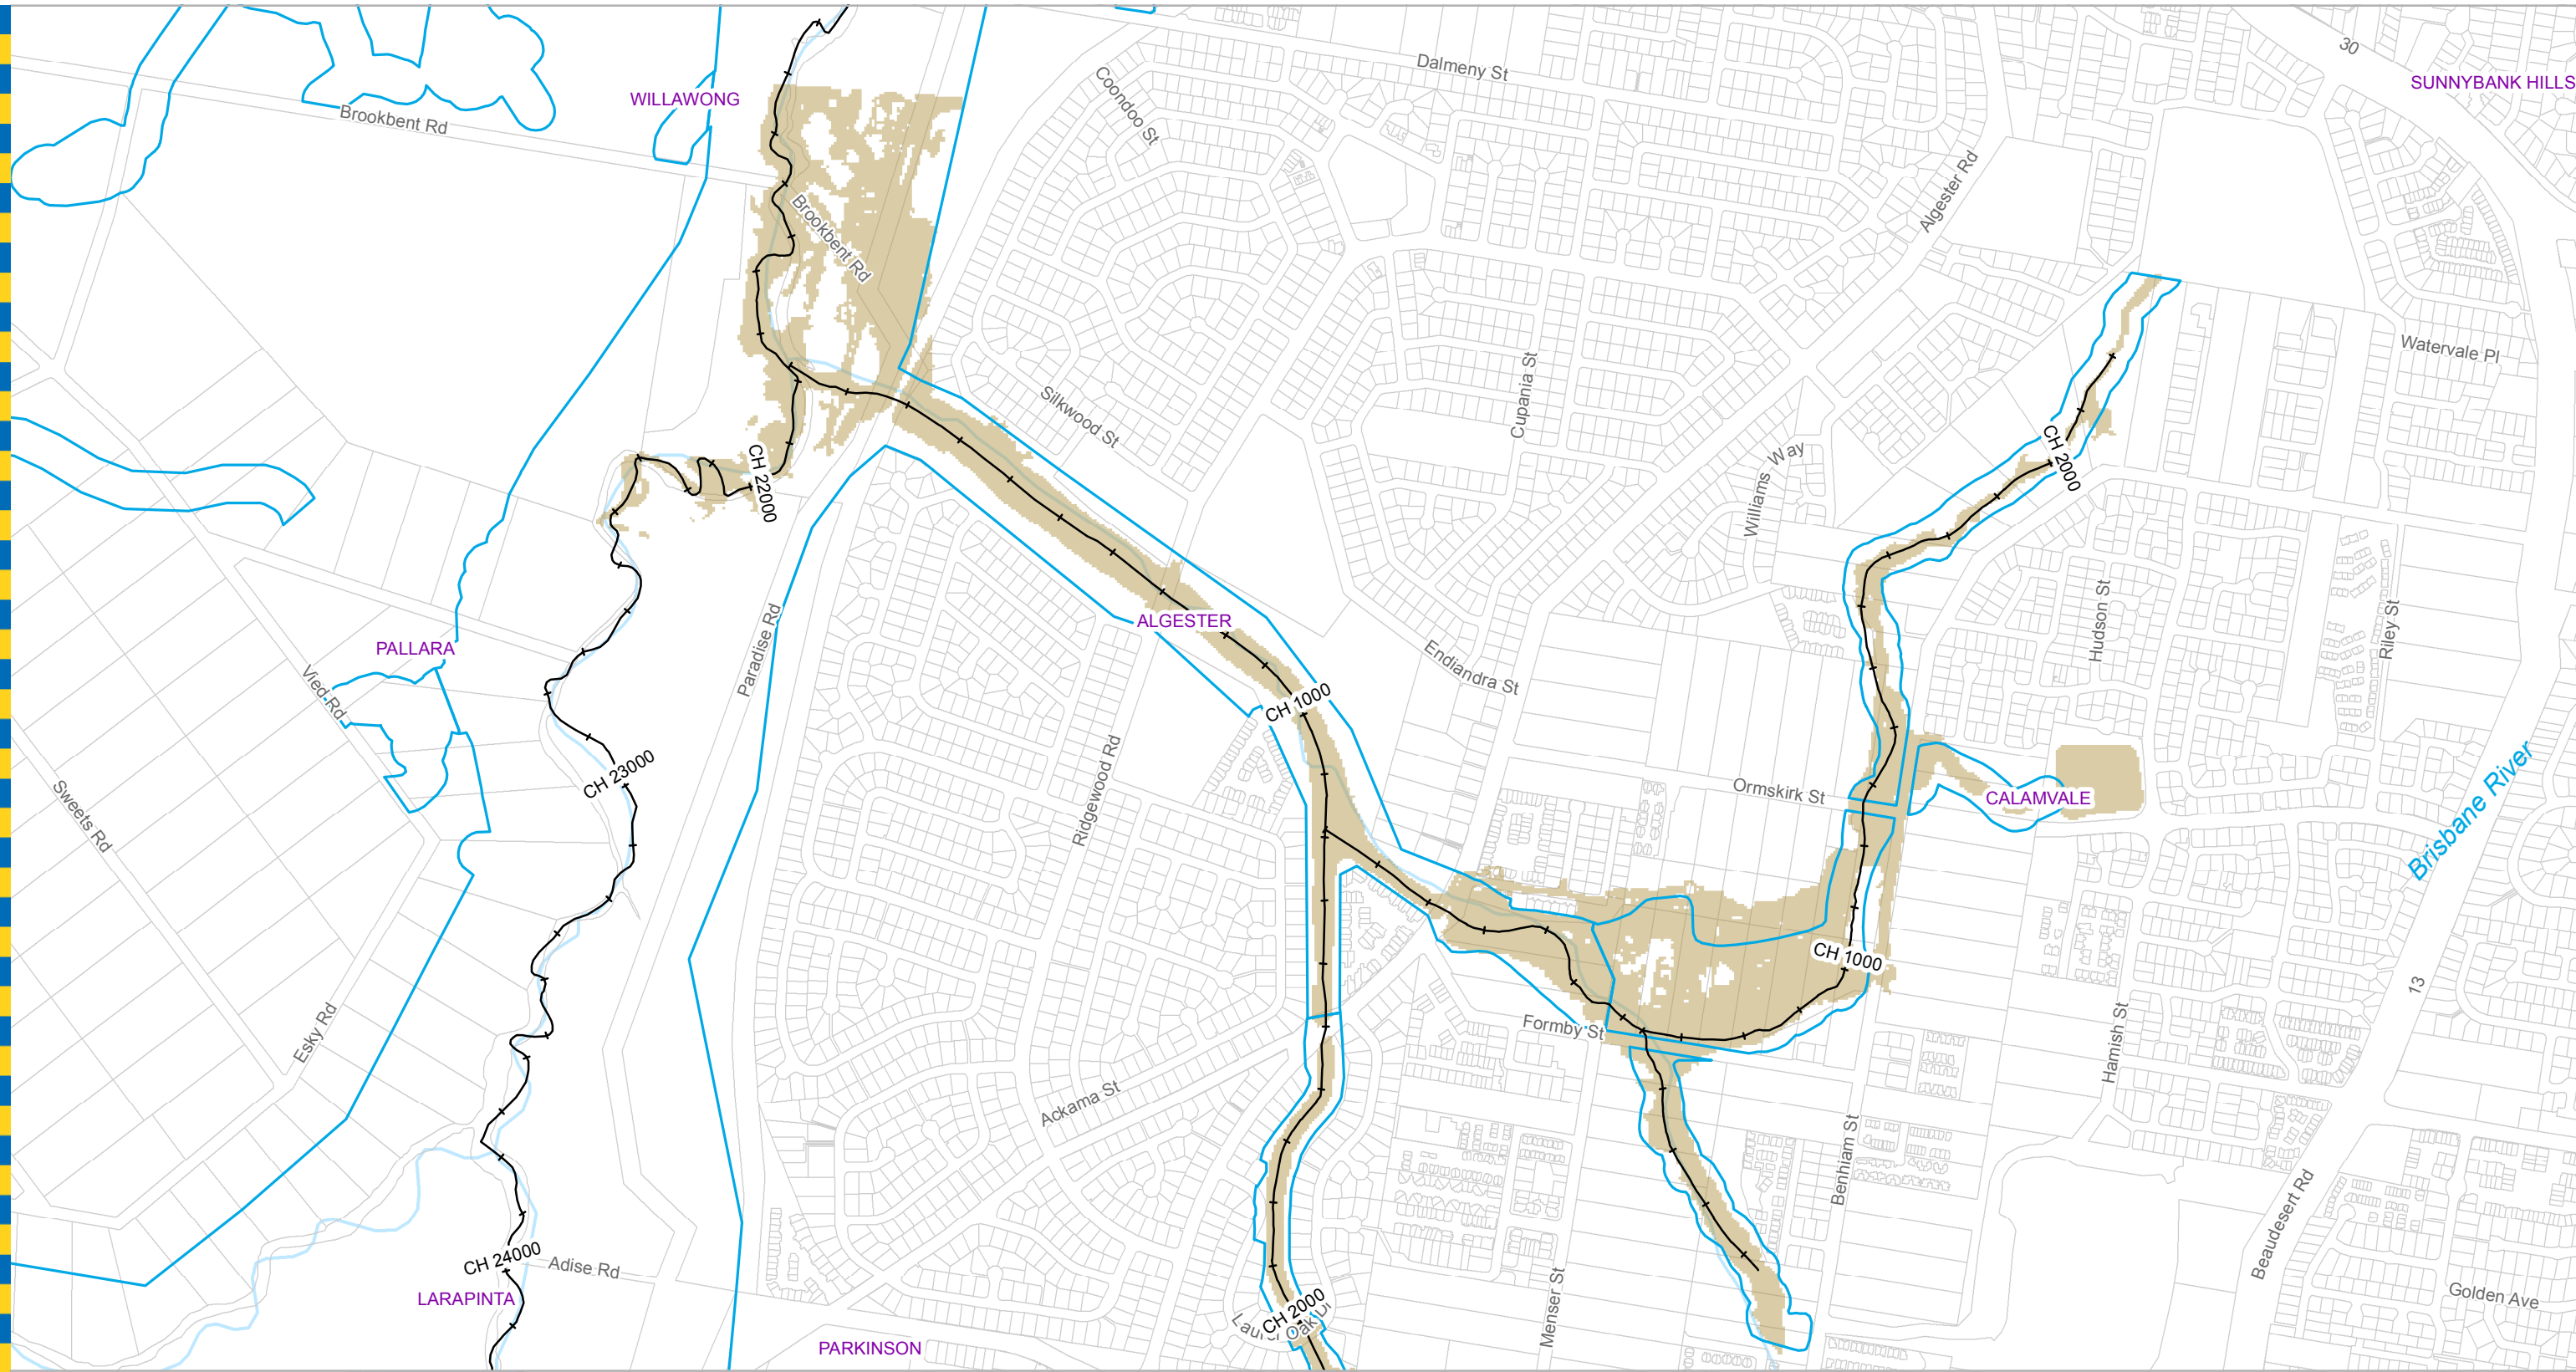 30
SUNNYBANK HILLS
Dalmeny St
WILLAWONG
Coondoo St
Brookbent Rd
Algester Rd
Brookbent Rd
Watervale Pl
Silkwood St
Cupania St
CH 2000
CH 22000
Williams Way
ALGESTER
Hudson St
Riley St
PALLARA
Paradise Rd
Endiandra St
Vied Rd
CH 1000
CH 23000
Ridgewood Rd
Ormskirk St
CALAMVALE
Brisbane River
Sweets Rd
CH 1000
13
Esky Rd
Formby St
Hamish St
Ackama St
Benhiam St
Beaudesert Rd
CH 24000
Adise Rd
LARAPINTA
CH 2000
Laurel Oak Dr
Menser St
Golden Ave
PARKINSON